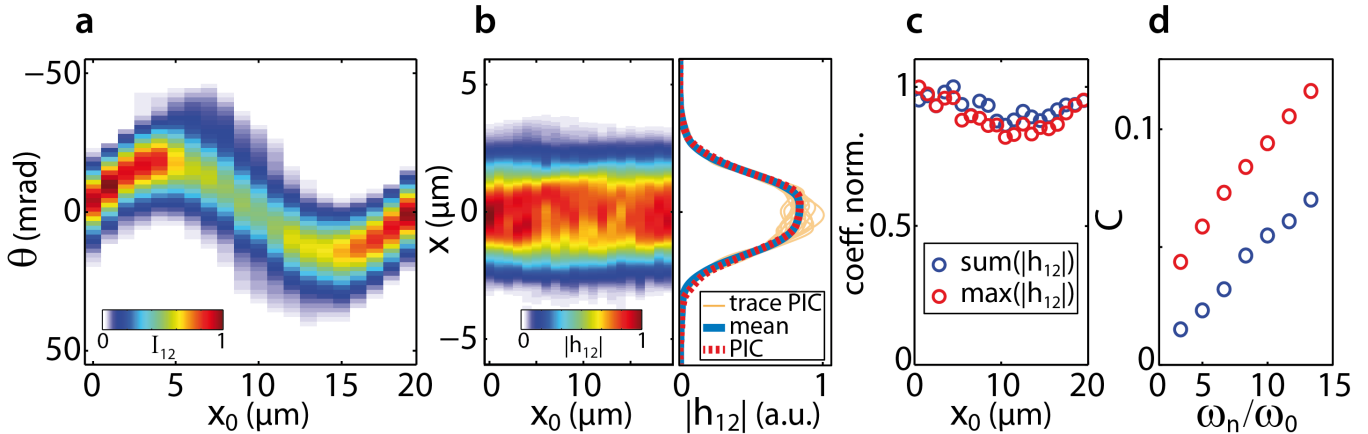 a
b
c
d
−50
0
50
θ (mrad)
0
5
10
15
20
x₀ (μm)
0
I₁₂
1
5
0
−5
x (μm)
0
5
10
15
x₀ (μm)
0
|h₁₂|
1
0
1
|h₁₂| (a.u.)
trace PIC
mean
PIC
1
0.5
0
coeff. norm.
sum(|h₁₂|)
max(|h₁₂|)
0
10
20
x₀ (μm)
0.1
0
C
0
5
10
15
ωₙ/ω₀